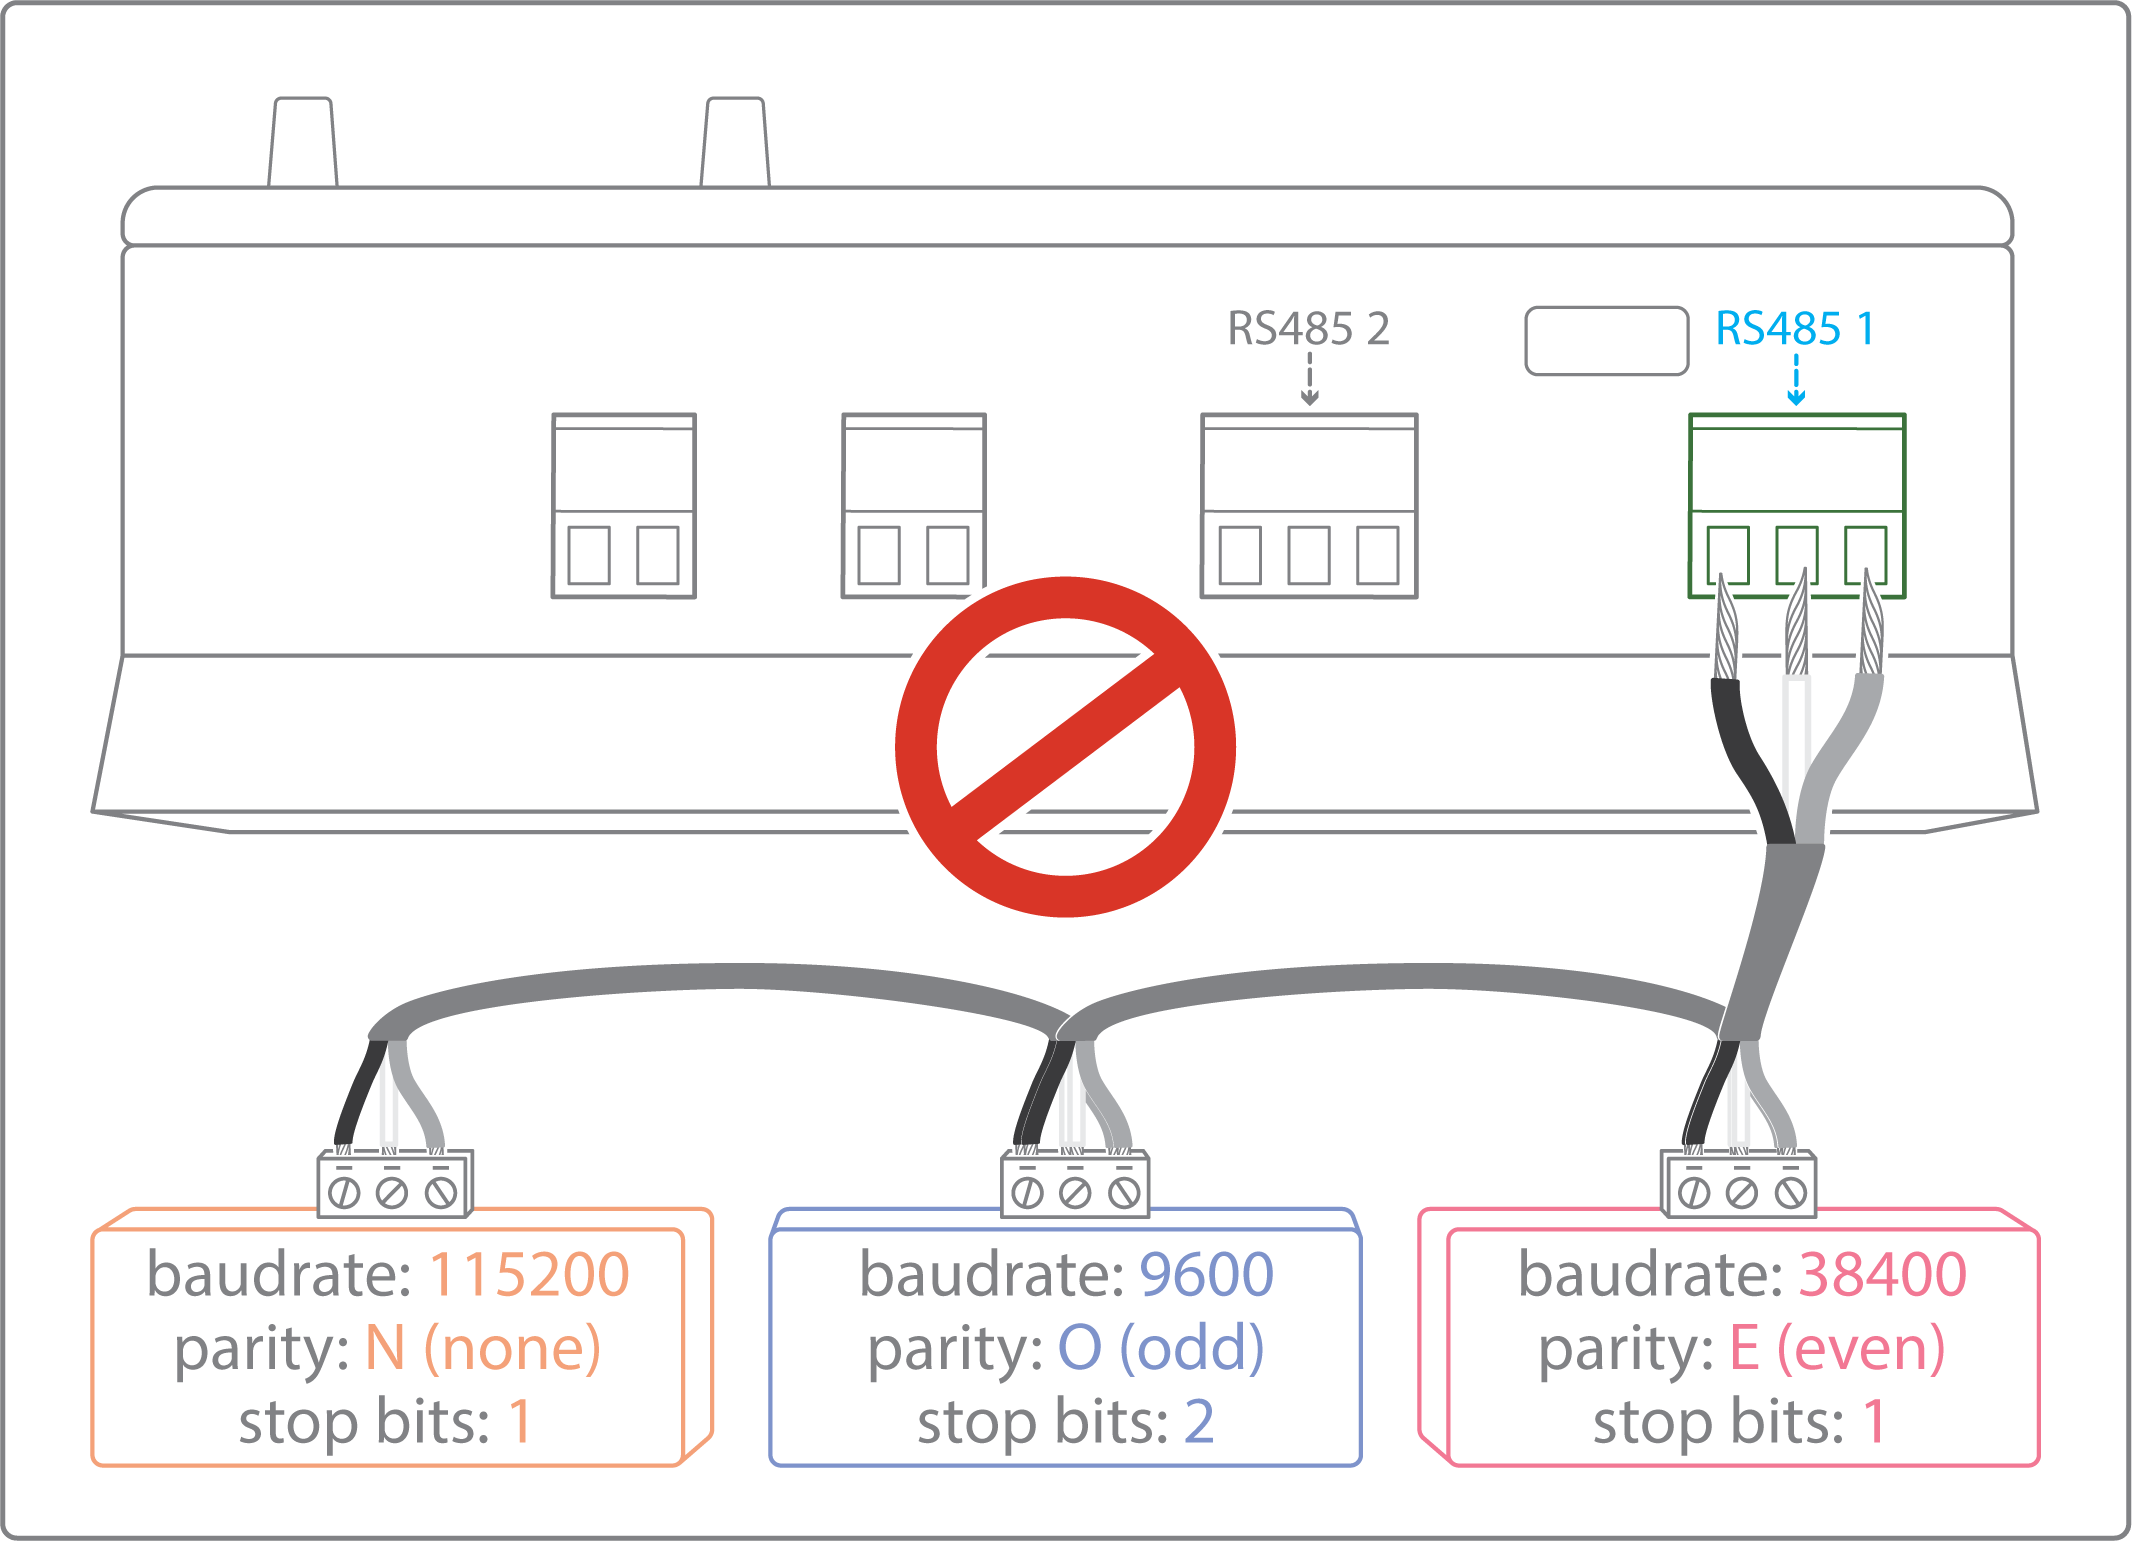 RS485 2
RS485 1
baudrate: 115200
parity: N (none)
stop bits: 1
baudrate: 9600
parity: O (odd)
stop bits: 2
baudrate: 38400
parity: E (even)
stop bits: 1